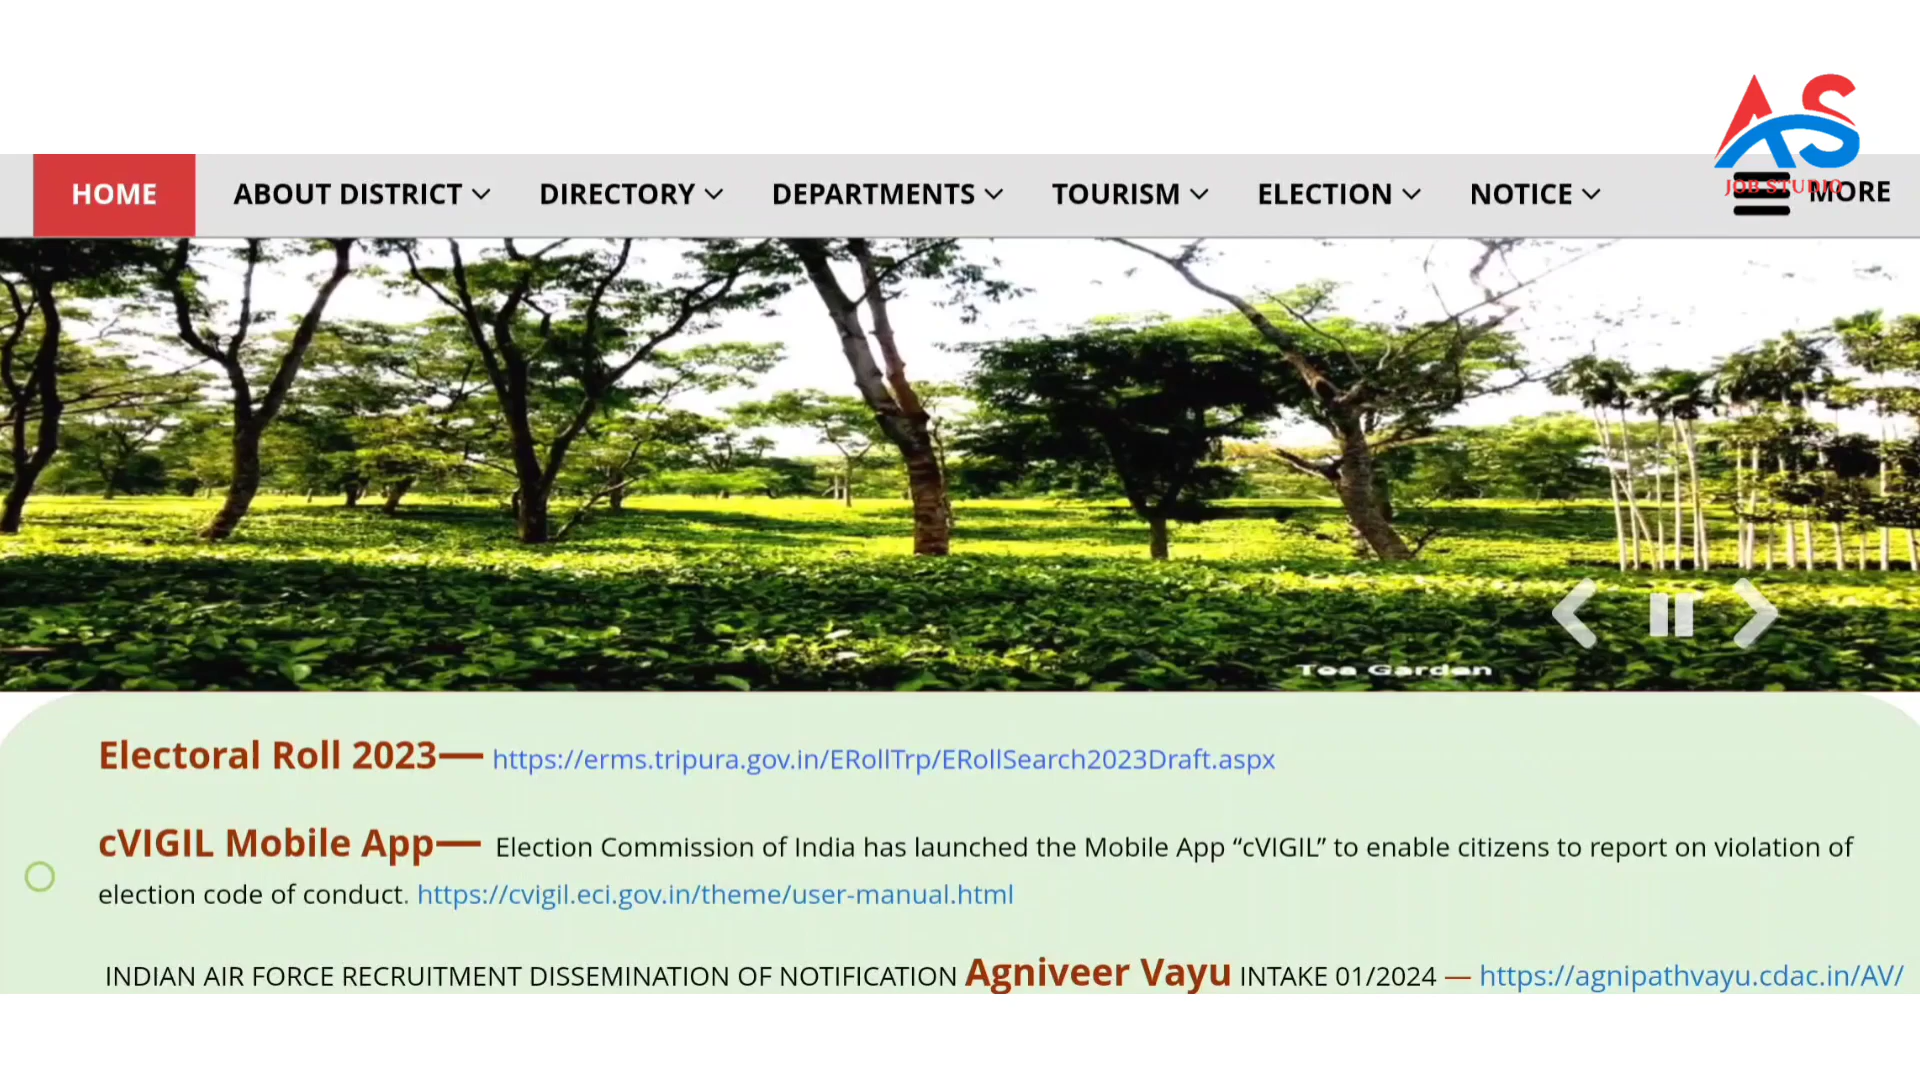 AS
JOB STUDIO
HOME ABOUT DISTRICT DIRECTORY DEPARTMENTS TOURISM ELECTION NOTICE MORE
Tea Garden
Electoral Roll 2023— https://erms.tripura.gov.in/ERollTrp/ERollSearch2023Draft.aspx
cVIGIL Mobile App— Election Commission of India has launched the Mobile App “cVIGIL” to enable citizens to report on violation of
election code of conduct. https://cvigil.eci.gov.in/theme/user-manual.html
INDIAN AIR FORCE RECRUITMENT DISSEMINATION OF NOTIFICATION Agniveer Vayu INTAKE 01/2024 — https://agnipathvayu.cdac.in/AV/